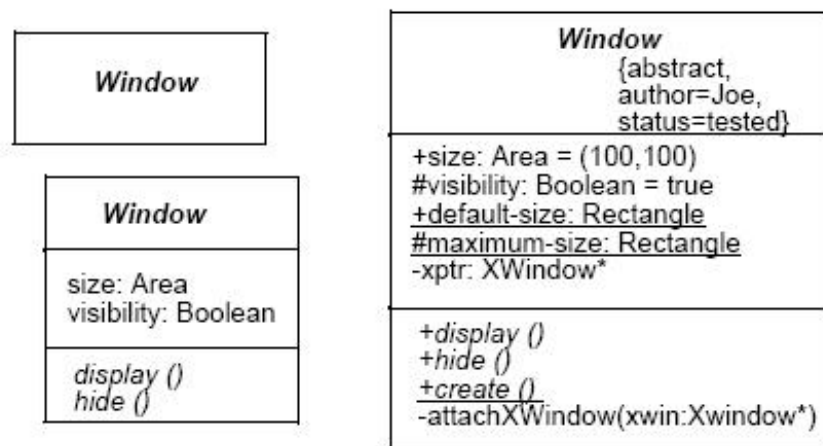 Window
Window
size: Area
visibility: Boolean
display ()
hide ()
Window
{abstract,
author=Joe,
status=tested}
+size: Area = (100,100)
#visibility: Boolean = true
+default-size: Rectangle
#maximum-size: Rectangle
-xptr: XWindow*
+display ()
+hide ()
+create ()
-attachXWindow(xwin:Xwindow*)